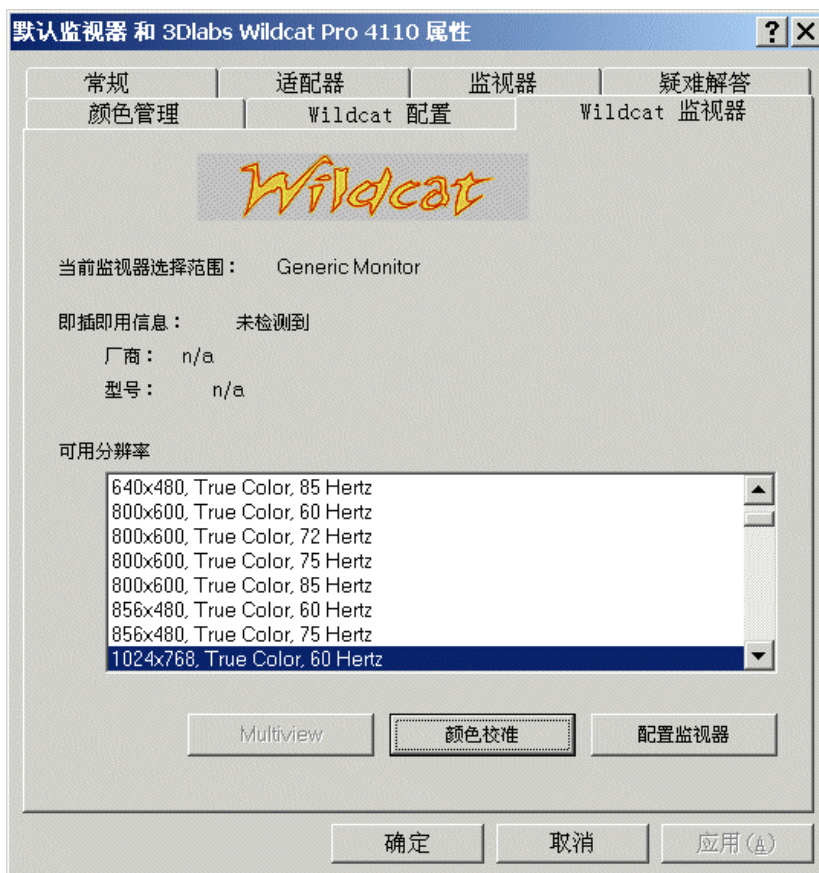 默认监视器 和 3Dlabs Wildcat Pro 4110 属性
常规 适配器 监视器 疑难解答
颜色管理 Wildcat 配置 Wildcat 监视器
Wildcat
当前监视器选择范围： Generic Monitor
即插即用信息： 未检测到
厂商： n/a
型号： n/a
可用分辨率
640x480, True Color, 85 Hertz
800x600, True Color, 60 Hertz
800x600, True Color, 72 Hertz
800x600, True Color, 75 Hertz
800x600, True Color, 85 Hertz
856x480, True Color, 60 Hertz
856x480, True Color, 75 Hertz
1024x768, True Color, 60 Hertz
Multiview 颜色校准 配置监视器
确定 取消 应用(A)